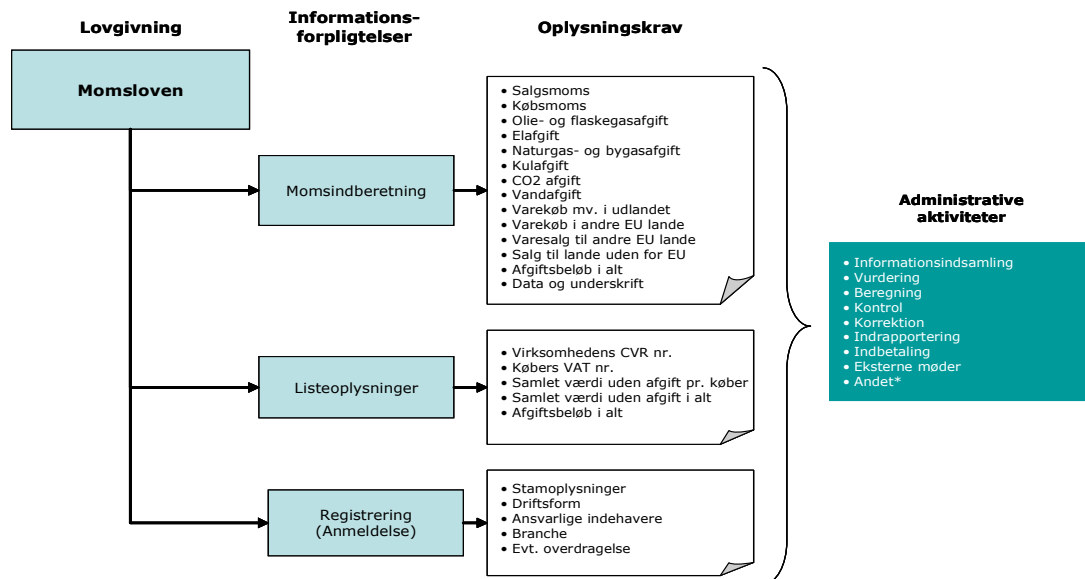 Lovgivning
Informations-
forpligtelser
Oplysningskrav
Momsloven
Momsindberetning
• Salgsmoms
• Købsmoms
• Olie- og flaskegasafgift
• Elafgift
• Naturgas- og bygasafgift
• Kulafgift
• CO2 afgift
• Vandafgift
• Varekøb mv. i udlandet
• Varekøb i andre EU lande
• Varesalg til andre EU lande
• Salg til lande uden for EU
• Afgiftsbeløb i alt
• Data og underskrift
Listeoplysninger
• Virksomhedens CVR nr.
• Købers VAT nr.
• Samlet værdi uden afgift pr. køber
• Samlet værdi uden afgift i alt
• Afgiftsbeløb i alt
Registrering
(Anmeldelse)
• Stamoplysninger
• Driftsform
• Ansvarlige indehavere
• Branche
• Evt. overdragelse
Administrative
aktiviteter
• Informationsindsamling
• Vurdering
• Beregning
• Kontrol
• Korrektion
• Indrapportering
• Indbetaling
• Eksterne møder
• Andet*